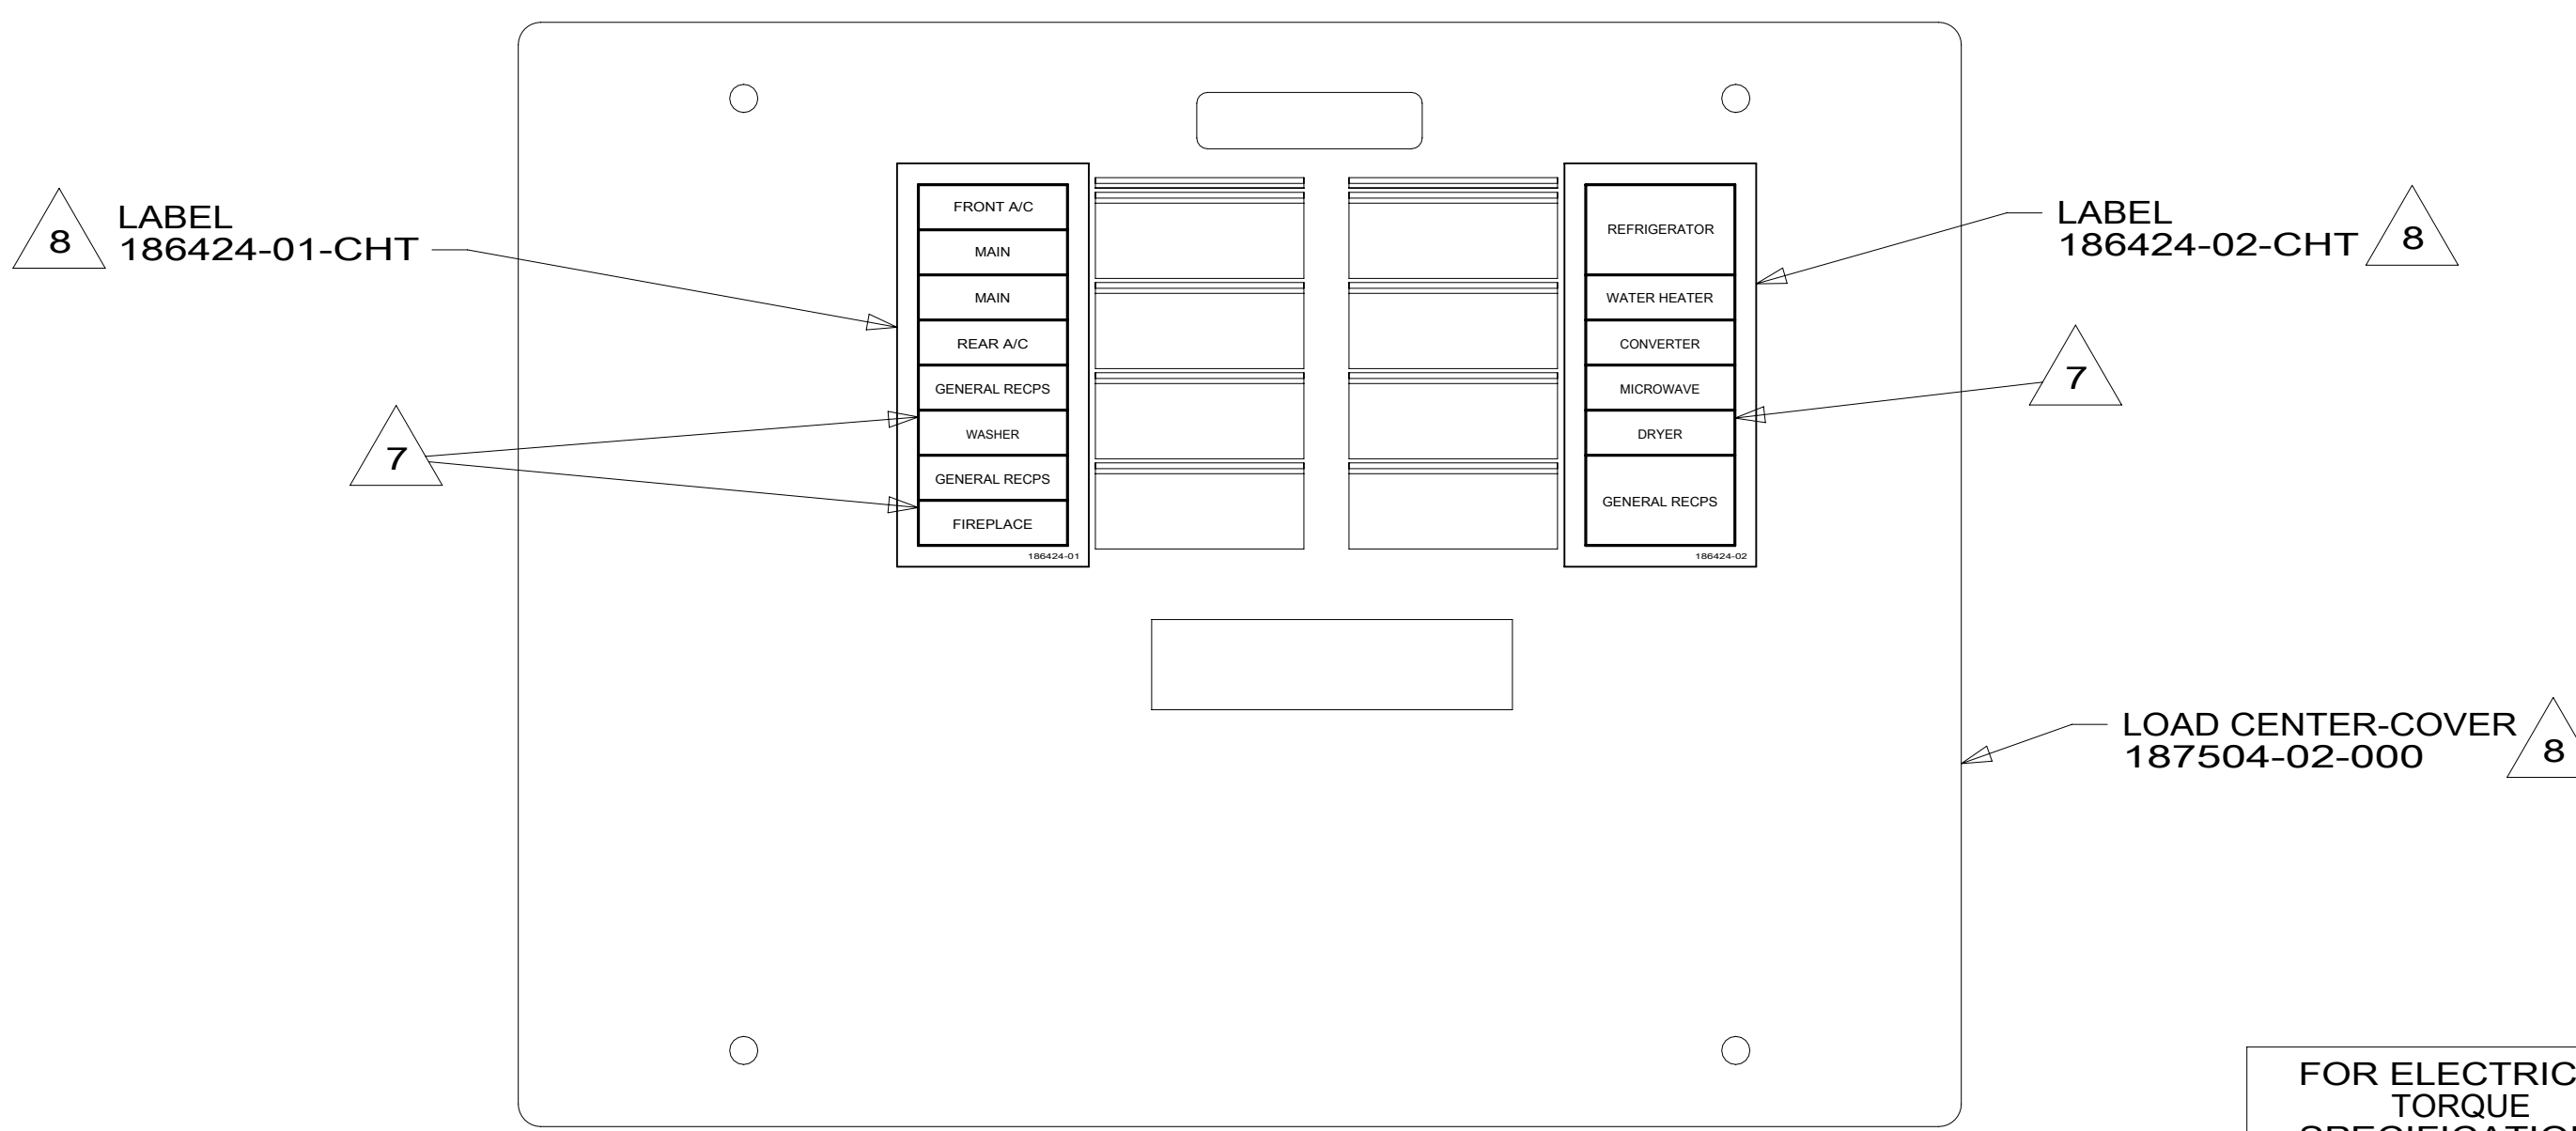 8
LABEL
186424-01-CHT
FRONT A/C
MAIN
MAIN
REAR A/C
GENERAL RECPS
WASHER
GENERAL RECPS
FIREPLACE
186424-01
7
REFRIGERATOR
WATER HEATER
CONVERTER
MICROWAVE
DRYER
GENERAL RECPS
186424-02
LABEL
186424-02-CHT
8
7
LOAD CENTER-COVER
187504-02-000
8
FOR ELECTRIC
TORQUE